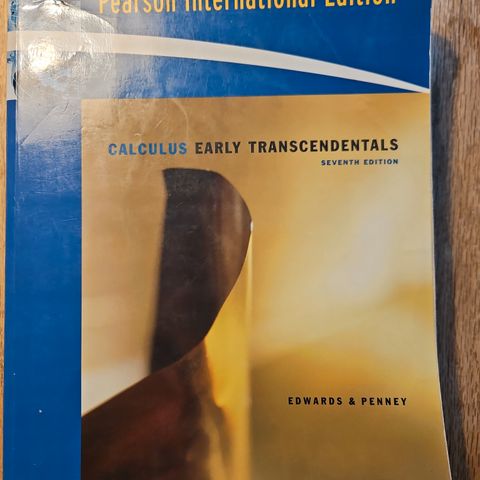 Pearson International Edition
CALCULUS EARLY TRANSCENDENTALS
SEVENTH EDITION
EDWARDS & PENNEY